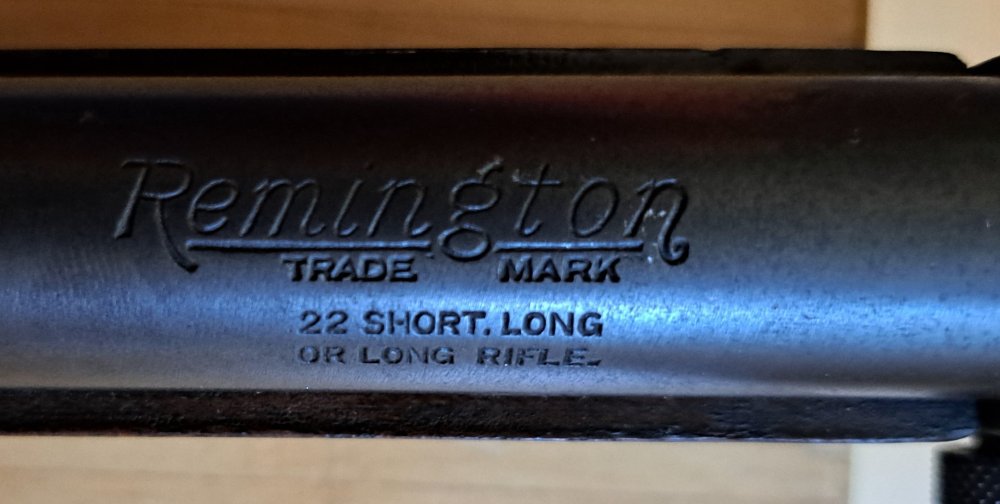 Remington
TRADE MARK
22 SHORT. LONG
OR LONG RIFLE.